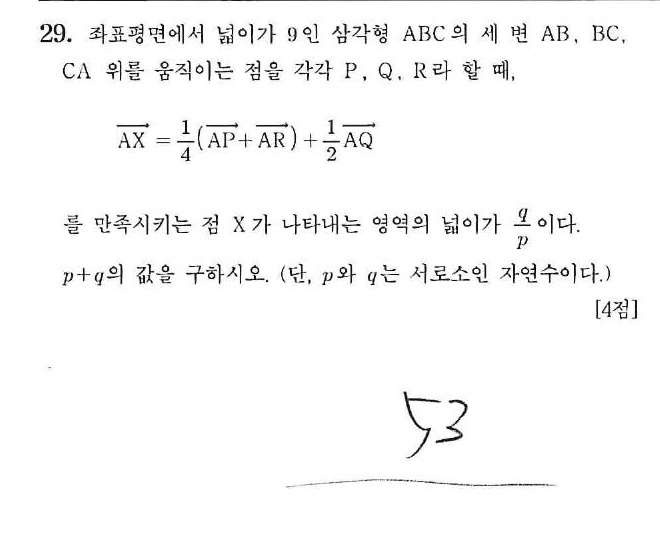 29. 좌표평면에서 넓이가 9인 삼각형 ABC의 세 변 AB, BC,
CA 위를 움직이는 점을 각각 P, Q, R라 할 때,
$\overrightarrow{AX} = \frac{1}{4}(\overrightarrow{AP} + \overrightarrow{AR}) + \frac{1}{2}\overrightarrow{AQ}$
를 만족시키는 점 X가 나타내는 영역의 넓이가 $\frac{q}{p}$이다.
p+q의 값을 구하시오. (단, p와 q는 서로소인 자연수이다.)
[4점]
53